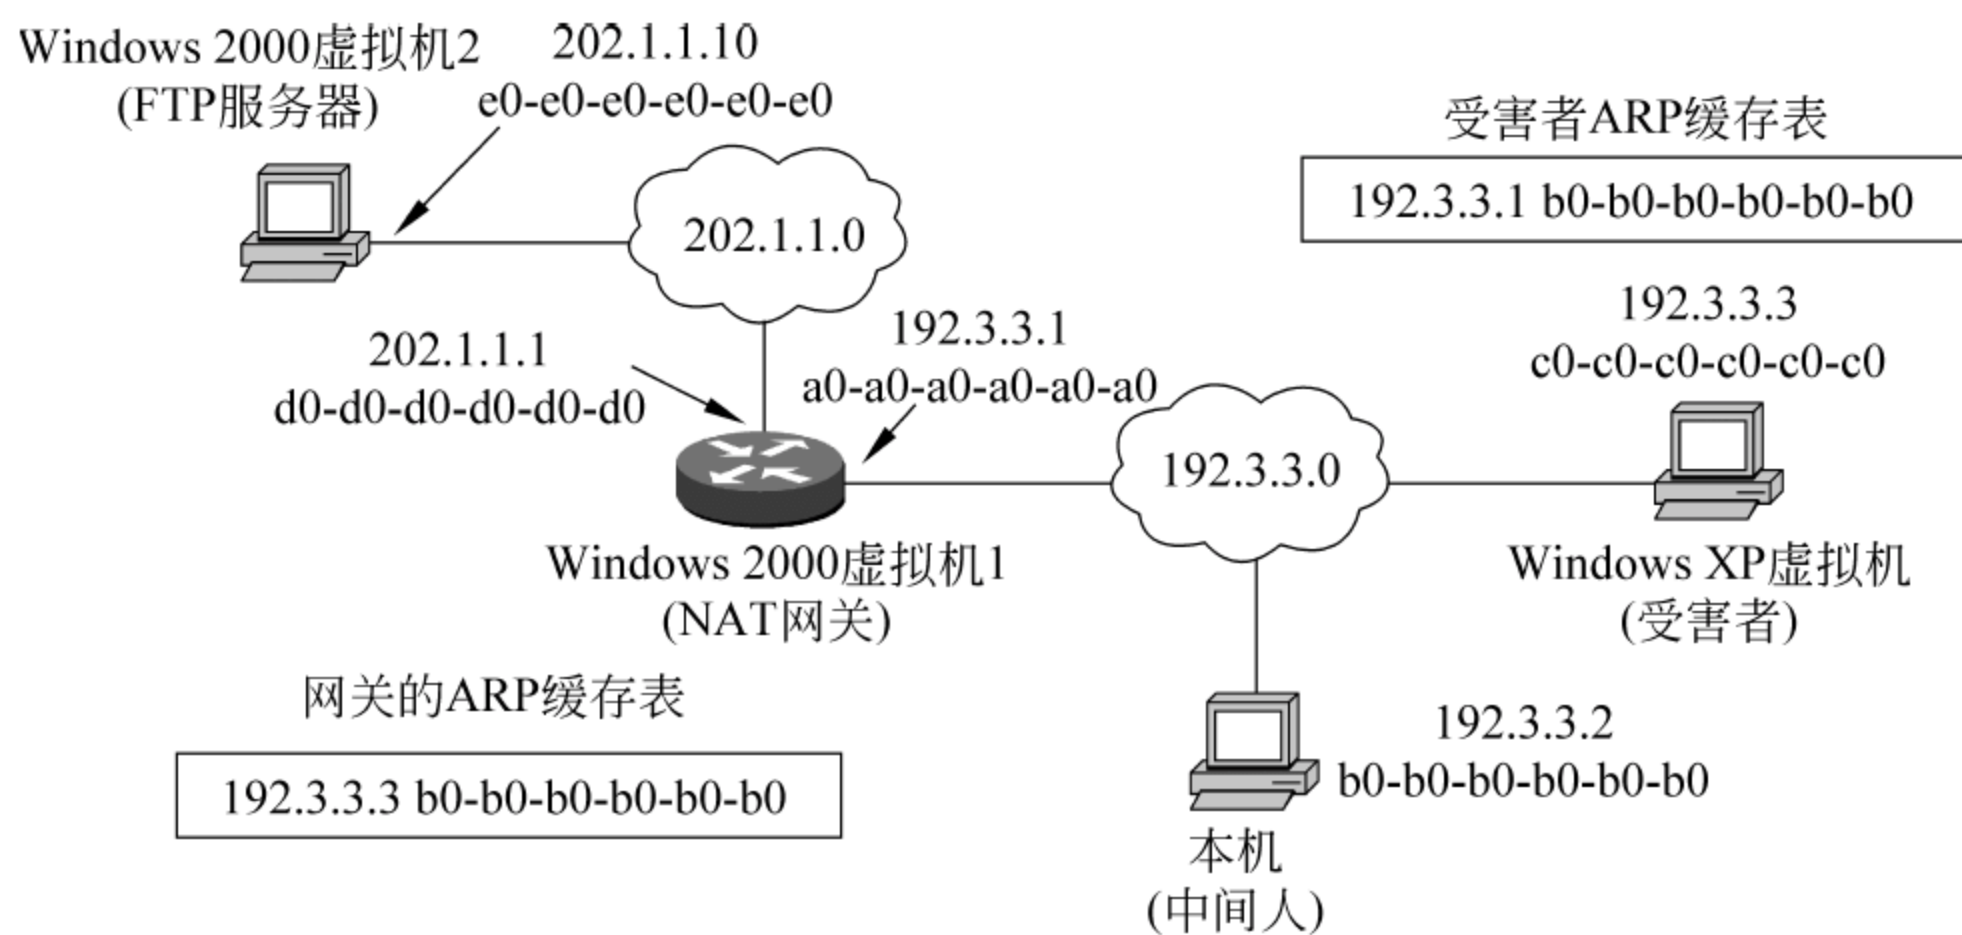 Windows 2000虚拟机2
(FTP服务器)
202.1.1.10
e0-e0-e0-e0-e0-e0
受害者ARP缓存表
192.3.3.1 b0-b0-b0-b0-b0-b0
202.1.1.0
192.3.3.3
c0-c0-c0-c0-c0-c0
202.1.1.1
d0-d0-d0-d0-d0-d0
192.3.3.1
a0-a0-a0-a0-a0-a0
192.3.3.0
Windows 2000虚拟机1
(NAT网关)
Windows XP虚拟机
(受害者)
网关的ARP缓存表
192.3.3.3 b0-b0-b0-b0-b0-b0
192.3.3.2
b0-b0-b0-b0-b0-b0
本机
(中间人)